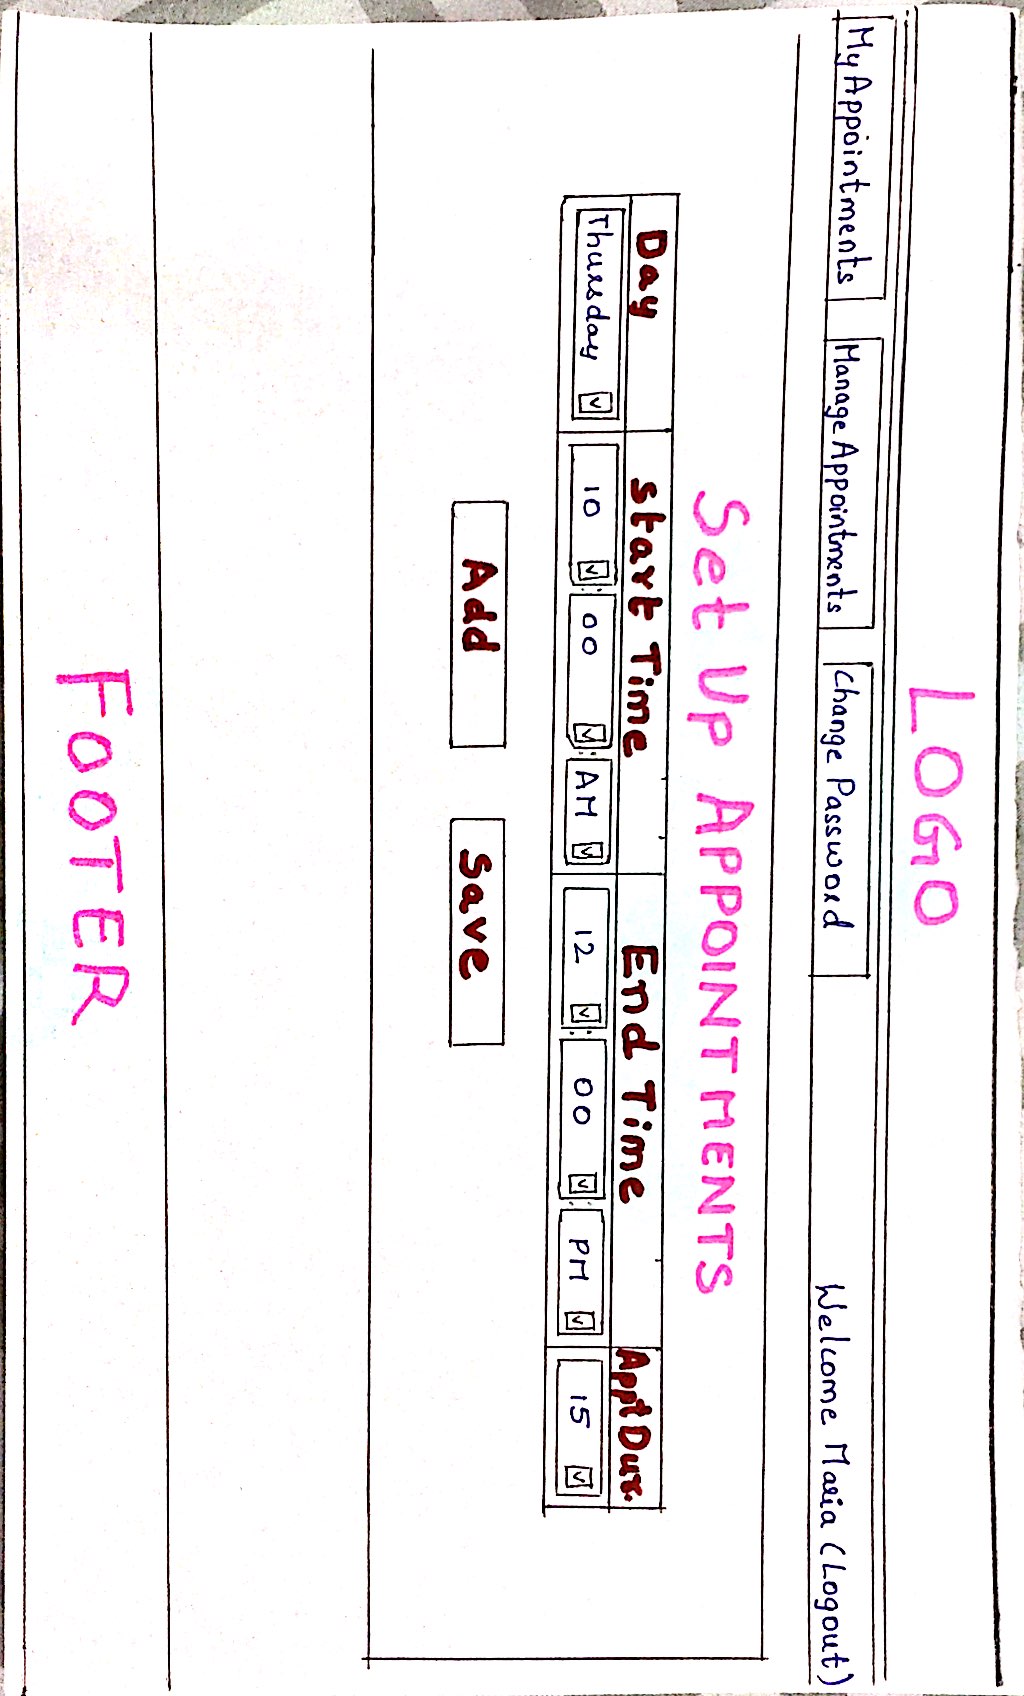 LOGO
My Appointments Manage Appointments Change Password Welcome Maria (Logout)
Set Up APPOINTMENTS
Day Start Time End Time Appt Dur.
Thursday 10 : 00 : AM 12 : 00 : PM 15
Add Save
FOOTER